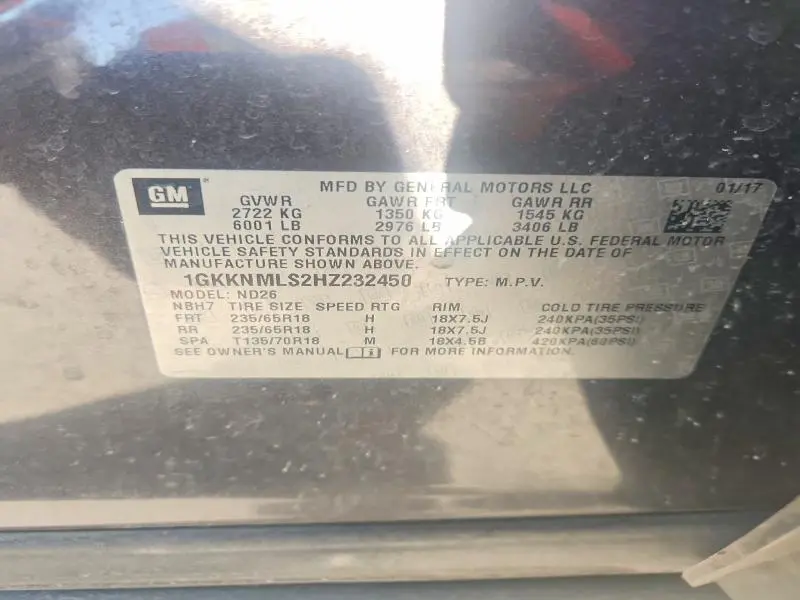 GM
MFD BY GENERAL MOTORS LLC 01/17
GVWR GAWR FRT GAWR RR
2722 KG 1350 KG 1545 KG
6001 LB 2976 LB 3406 LB
THIS VEHICLE CONFORMS TO ALL APPLICABLE U.S. FEDERAL MOTOR
VEHICLE SAFETY STANDARDS IN EFFECT ON THE DATE OF
MANUFACTURE SHOWN ABOVE.
1GKKNMLS2HZ232450 TYPE: M.P.V.
MODEL: ND26
NBH7 TIRE SIZE SPEED RTG RIM COLD TIRE PRESSURE
FRT 235/65R18 H 18X7.5J 240KPA(35PSI)
RR 235/65R18 H 18X7.5J 240KPA(35PSI)
SPA T135/70R18 M 18X4.5B 420KPA(60PSI)
SEE OWNER'S MANUAL FOR MORE INFORMATION.